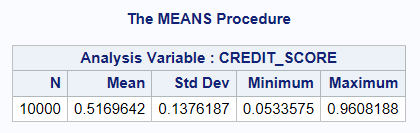 The MEANS Procedure
Analysis Variable : CREDIT_SCORE
N Mean Std Dev Minimum Maximum
10000 0.5169642 0.1376187 0.0533575 0.9608188